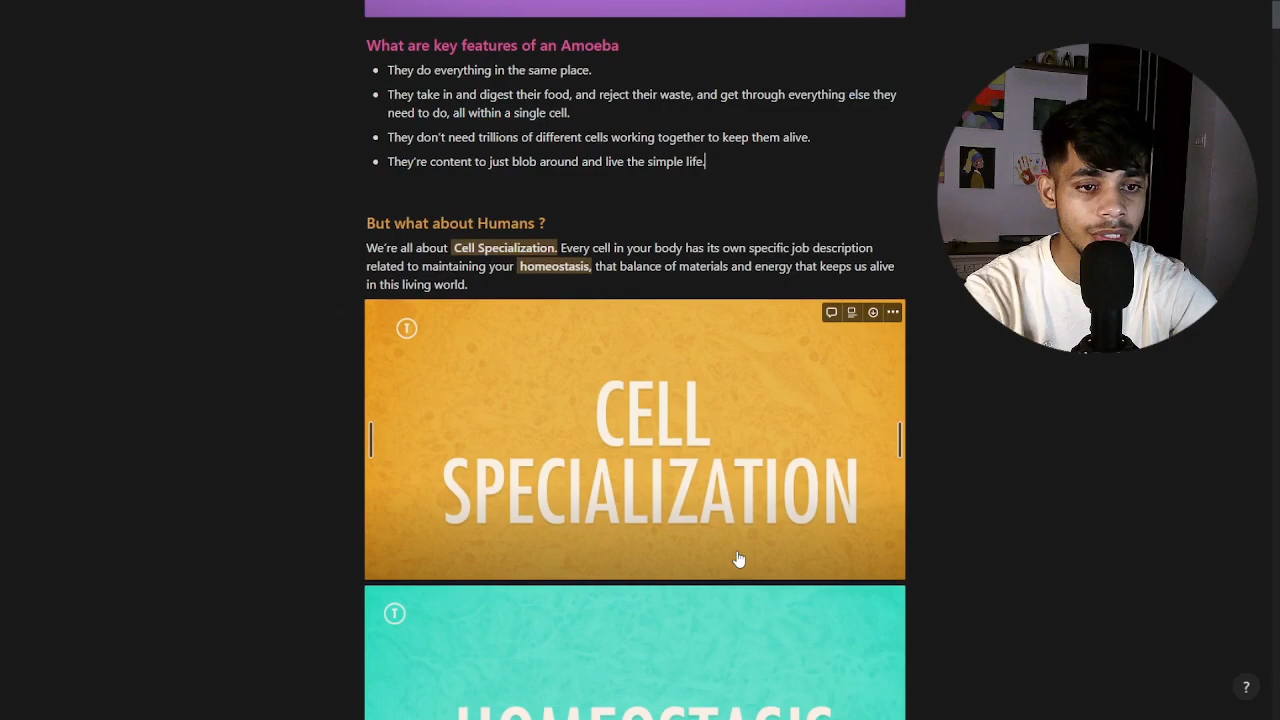 What are key features of an Amoeba
• They do everything in the same place.
• They take in and digest their food, and reject their waste, and get through everything else they
need to do, all within a single cell.
• They don't need trillions of different cells working together to keep them alive.
• They're content to just blob around and live the simple life.
But what about Humans ?
We're all about Cell Specialization. Every cell in your body has its own specific job description
related to maintaining your homeostasis, that balance of materials and energy that keeps us alive
in this living world.
T
CELL
SPECIALIZATION
T
HOMEOSTASIS
?